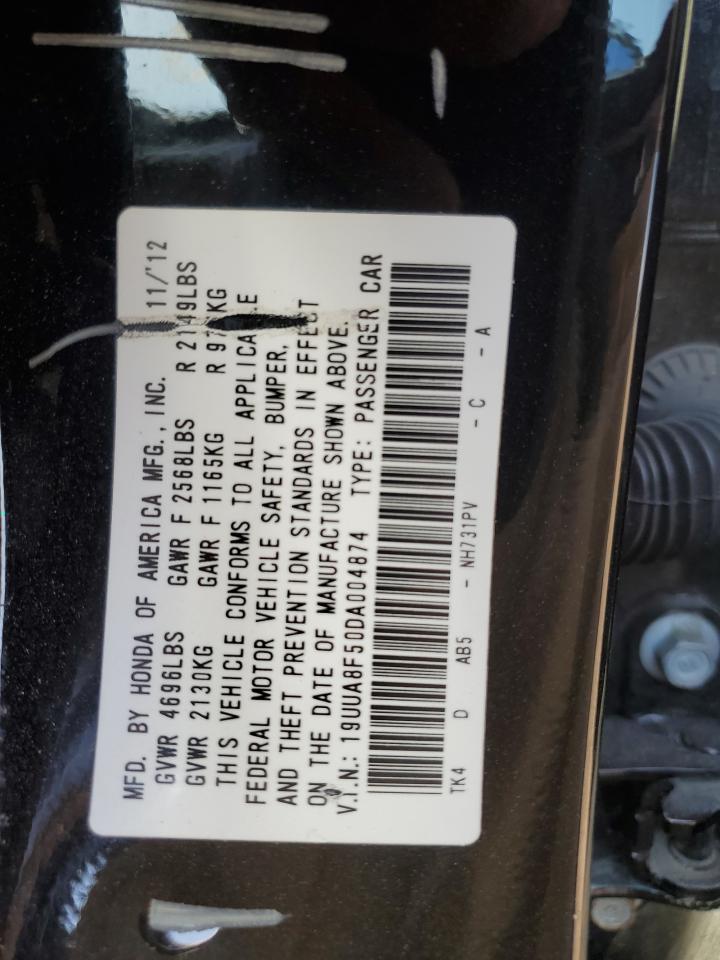 MFD. BY HONDA OF AMERICA MFG., INC. 11/'12
GVWR 4696LBS GAWR F 2568LBS R 2149LBS
GVWR 2130KG GAWR F 1165KG R KG
THIS VEHICLE CONFORMS TO ALL
FEDERAL MOTOR VEHICLE SAFETY, BUMPER,
AND THEFT PREVENTION STANDARDS IN EFFECT
ON THE DATE OF MANUFACTURE SHOWN ABOVE.
V.I.N.: 19UUA8F50DA004874 TYPE: PASSENGER CAR
TK4 D AB5 - NH731PV - C - A